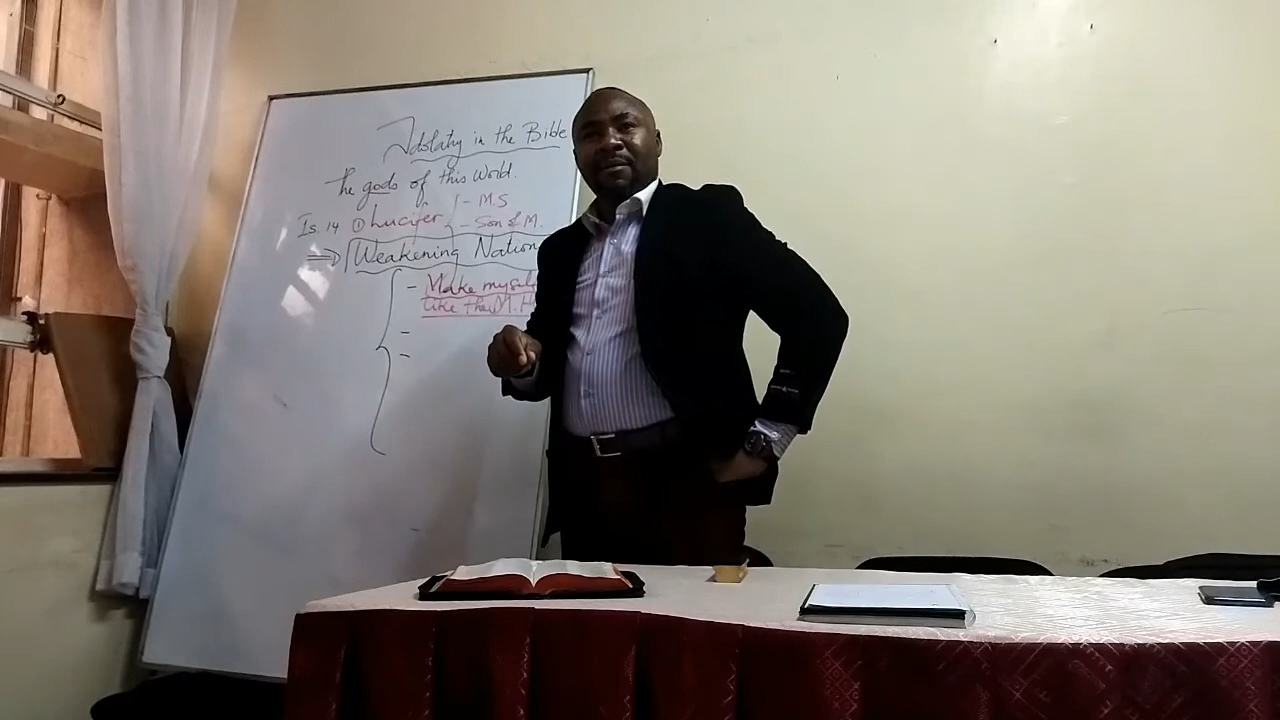 Idolatry in the Bible
The gods of this World.
Is. 14 ① Lucifer { - M.S
- Son of M.
⇒ Weakening Nation
- Make myself
like the M.H
-
-